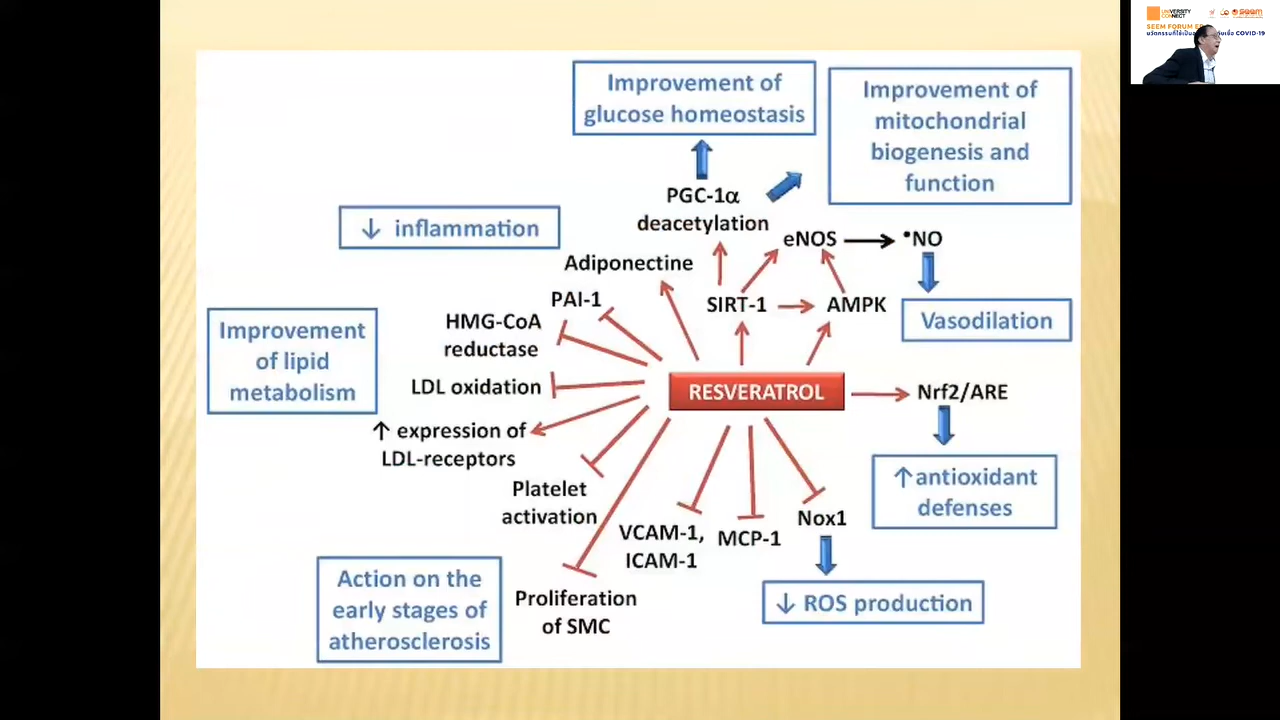 Improvement of
glucose homeostasis
Improvement of
mitochondrial
biogenesis and
function
PGC-1α
deacetylation
↓ inflammation
eNOS
•NO
Adiponectine
PAI-1
SIRT-1
AMPK
Vasodilation
HMG-CoA
reductase
Improvement
of lipid
metabolism
LDL oxidation
RESVERATROL
Nrf2/ARE
↑ expression of
LDL-receptors
↑antioxidant
defenses
Platelet
activation
VCAM-1,
ICAM-1
MCP-1
Nox1
Action on the
early stages of
atherosclerosis
Proliferation
of SMC
↓ ROS production
UNIVERSITY
CONNECT
seem
SEEM FORUM
COVID-19